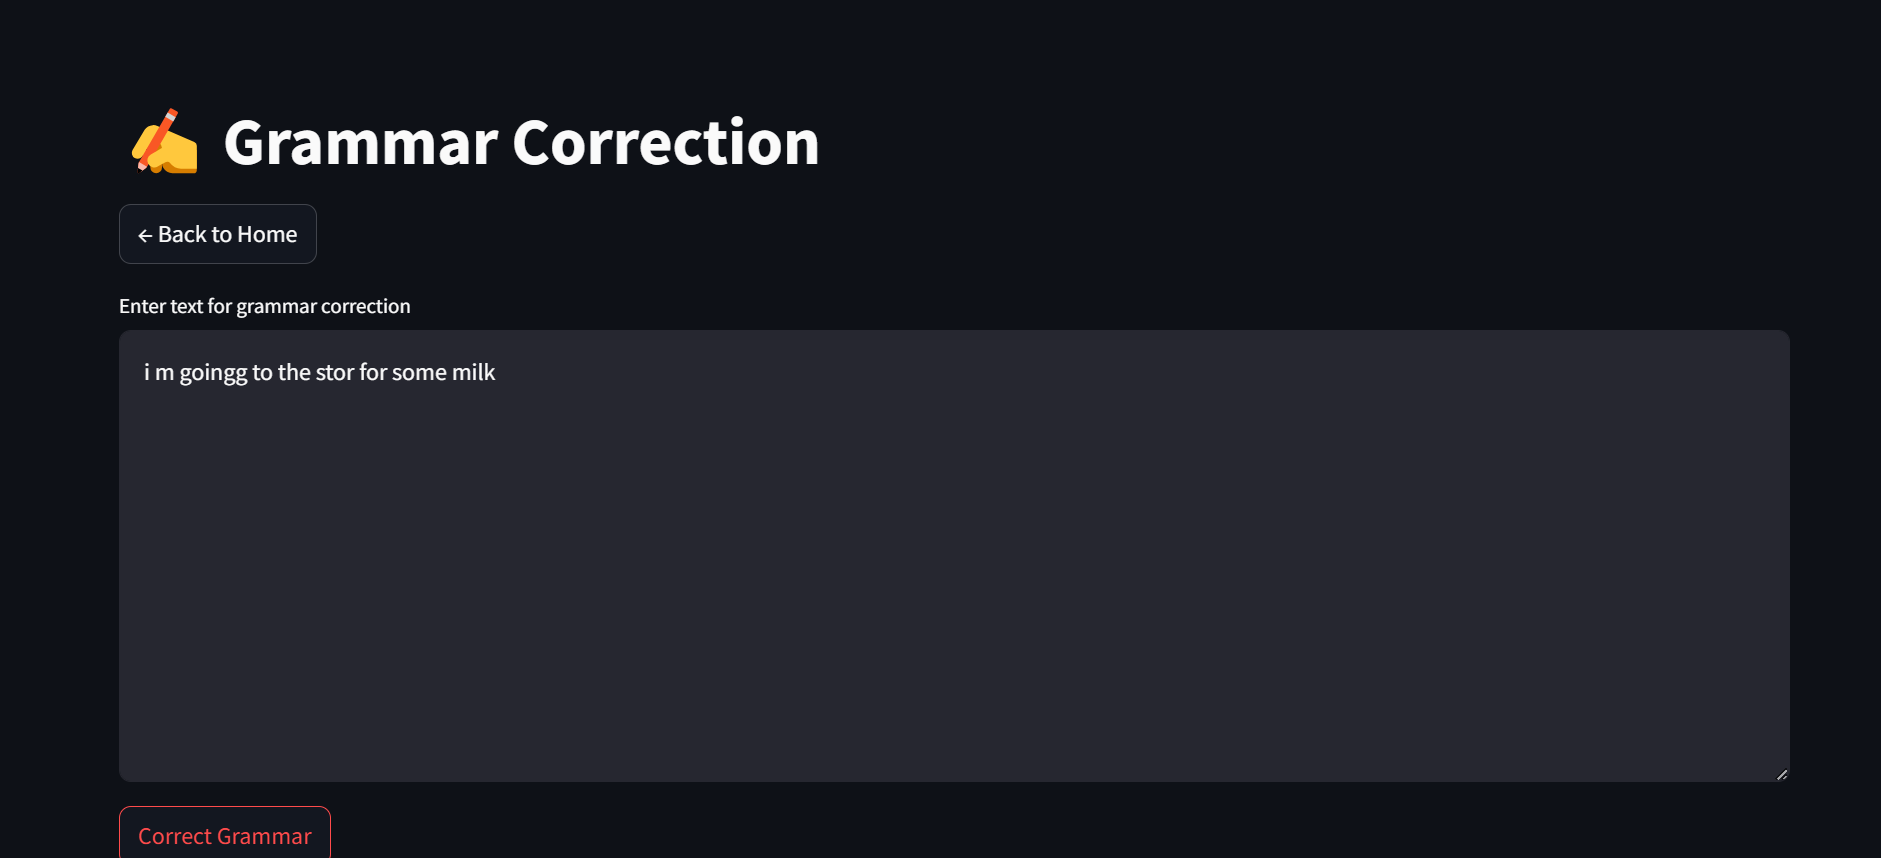 Grammar Correction
← Back to Home
Enter text for grammar correction
i m goingg to the stor for some milk
Correct Grammar